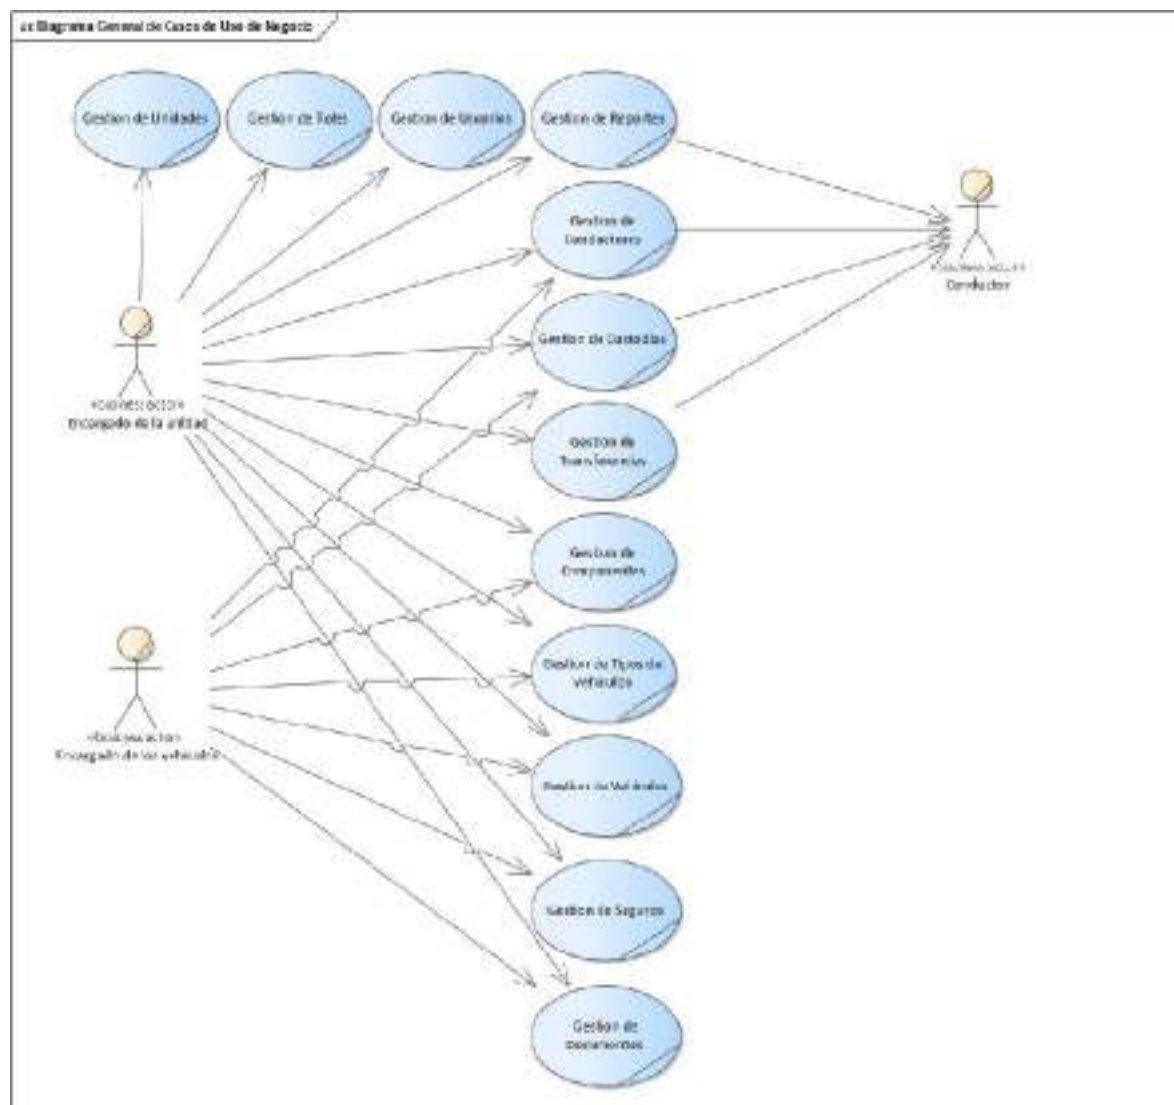 uc Diagrama General de Casos de Uso de Negocio
Gestion de Unidades
Gestion de Roles
Gestion de Usuarios
Gestion de Reportes
Gestion de
Conductores
«business actor»
Conductor
Gestion de Custodias
«business actor»
Encargado de la unidad
Gestion de
Transferencias
Gestion de
Componentes
Gestion de Tipos de
Vehiculos
«business actor»
Encargado de los vehiculos
Gestion de Vehiculos
Gestion de Seguros
Gestion de
Documentos